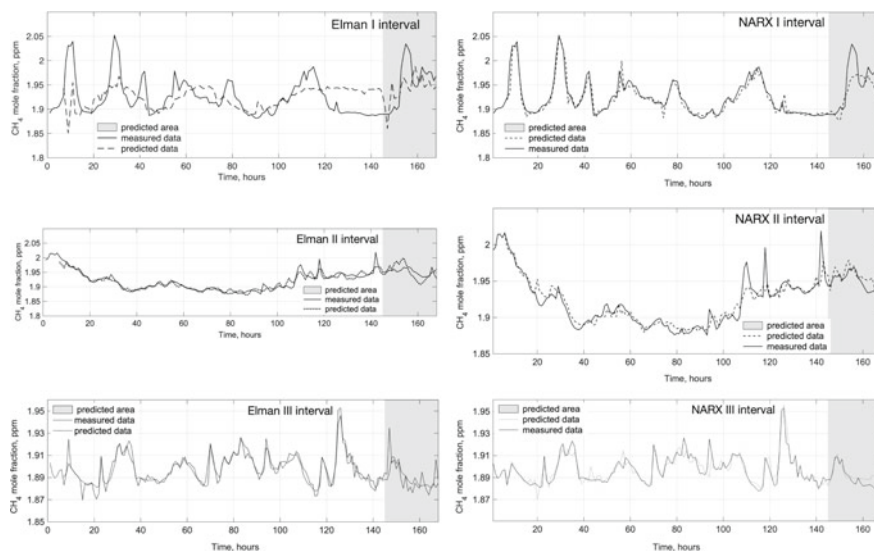 Elman I interval
CH4 mole fraction, ppm
2.05
2
1.95
1.9
1.85
1.8
predicted area
measured data
predicted data
0 20 40 60 80 100 120 140 160
Time, hours
NARX I interval
CH4 mole fraction, ppm
2.05
2
1.95
1.9
1.85
1.8
predicted area
predicted data
measured data
20 40 60 80 100 120 140 160
Time, hours
Elman II interval
CH4 mole fraction, ppm
2.05
2
1.95
1.9
1.85
1.8
predicted area
measured data
predicted data
0 20 40 60 80 100 120 140 160
Time, hours
NARX II interval
CH4 mole fraction, ppm
2
1.95
1.9
1.85
predicted area
predicted data
measured data
20 40 60 80 100 120 140 160
Time, hours
Elman III interval
CH4 mole fraction, ppm
1.95
1.93
1.91
1.89
1.87
1.85
predicted area
measured data
predicted data
0 20 40 60 80 100 120 140 160
Time, hours
NARX III interval
CH4 mole fraction, ppm
1.95
1.93
1.91
1.89
1.87
predicted area
predicted data
measured data
20 40 60 80 100 120 140 160
Time, hours